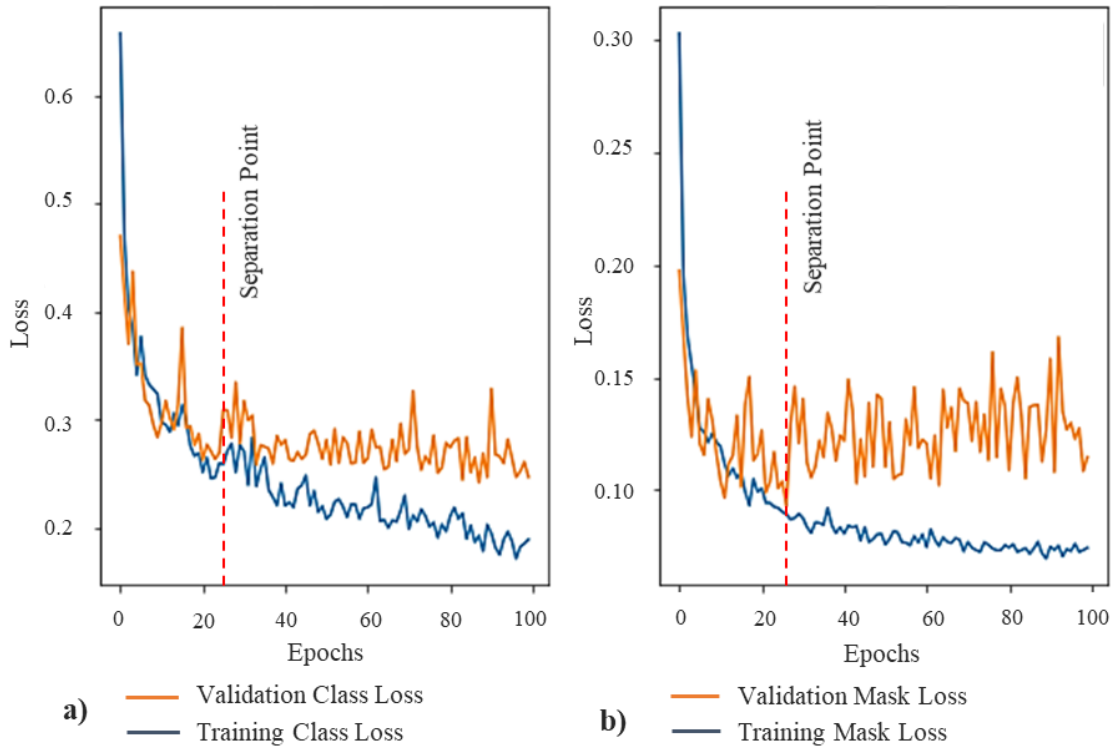 0.6
0.5
0.4
0.3
0.2
Loss
Separation Point
0 20 40 60 80 100
Epochs
a)
Validation Class Loss
Training Class Loss
0.30
0.25
0.20
0.15
0.10
Loss
Separation Point
0 20 40 60 80 100
Epochs
b)
Validation Mask Loss
Training Mask Loss